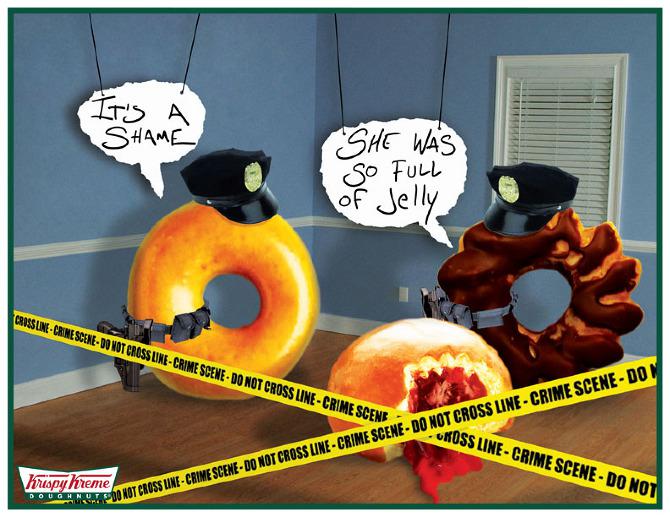 IT'S A
SHAME
SHE WAS
SO FULL
OF Jelly
CROSS LINE - CRIME SCENE - DO NOT CROSS LINE - CRIME SCENE - DO NOT CROSS LINE - CRIME SCENE
CROSS LINE - CRIME SCENE - DO NOT
DO NOT CROSS LINE - CRIME SCENE - DO NOT CROSS LINE - CRIME SCENE - DO NOT CROSS LINE - CRIME SCENE - DO N
Krispy Kreme
DOUGHNUTS